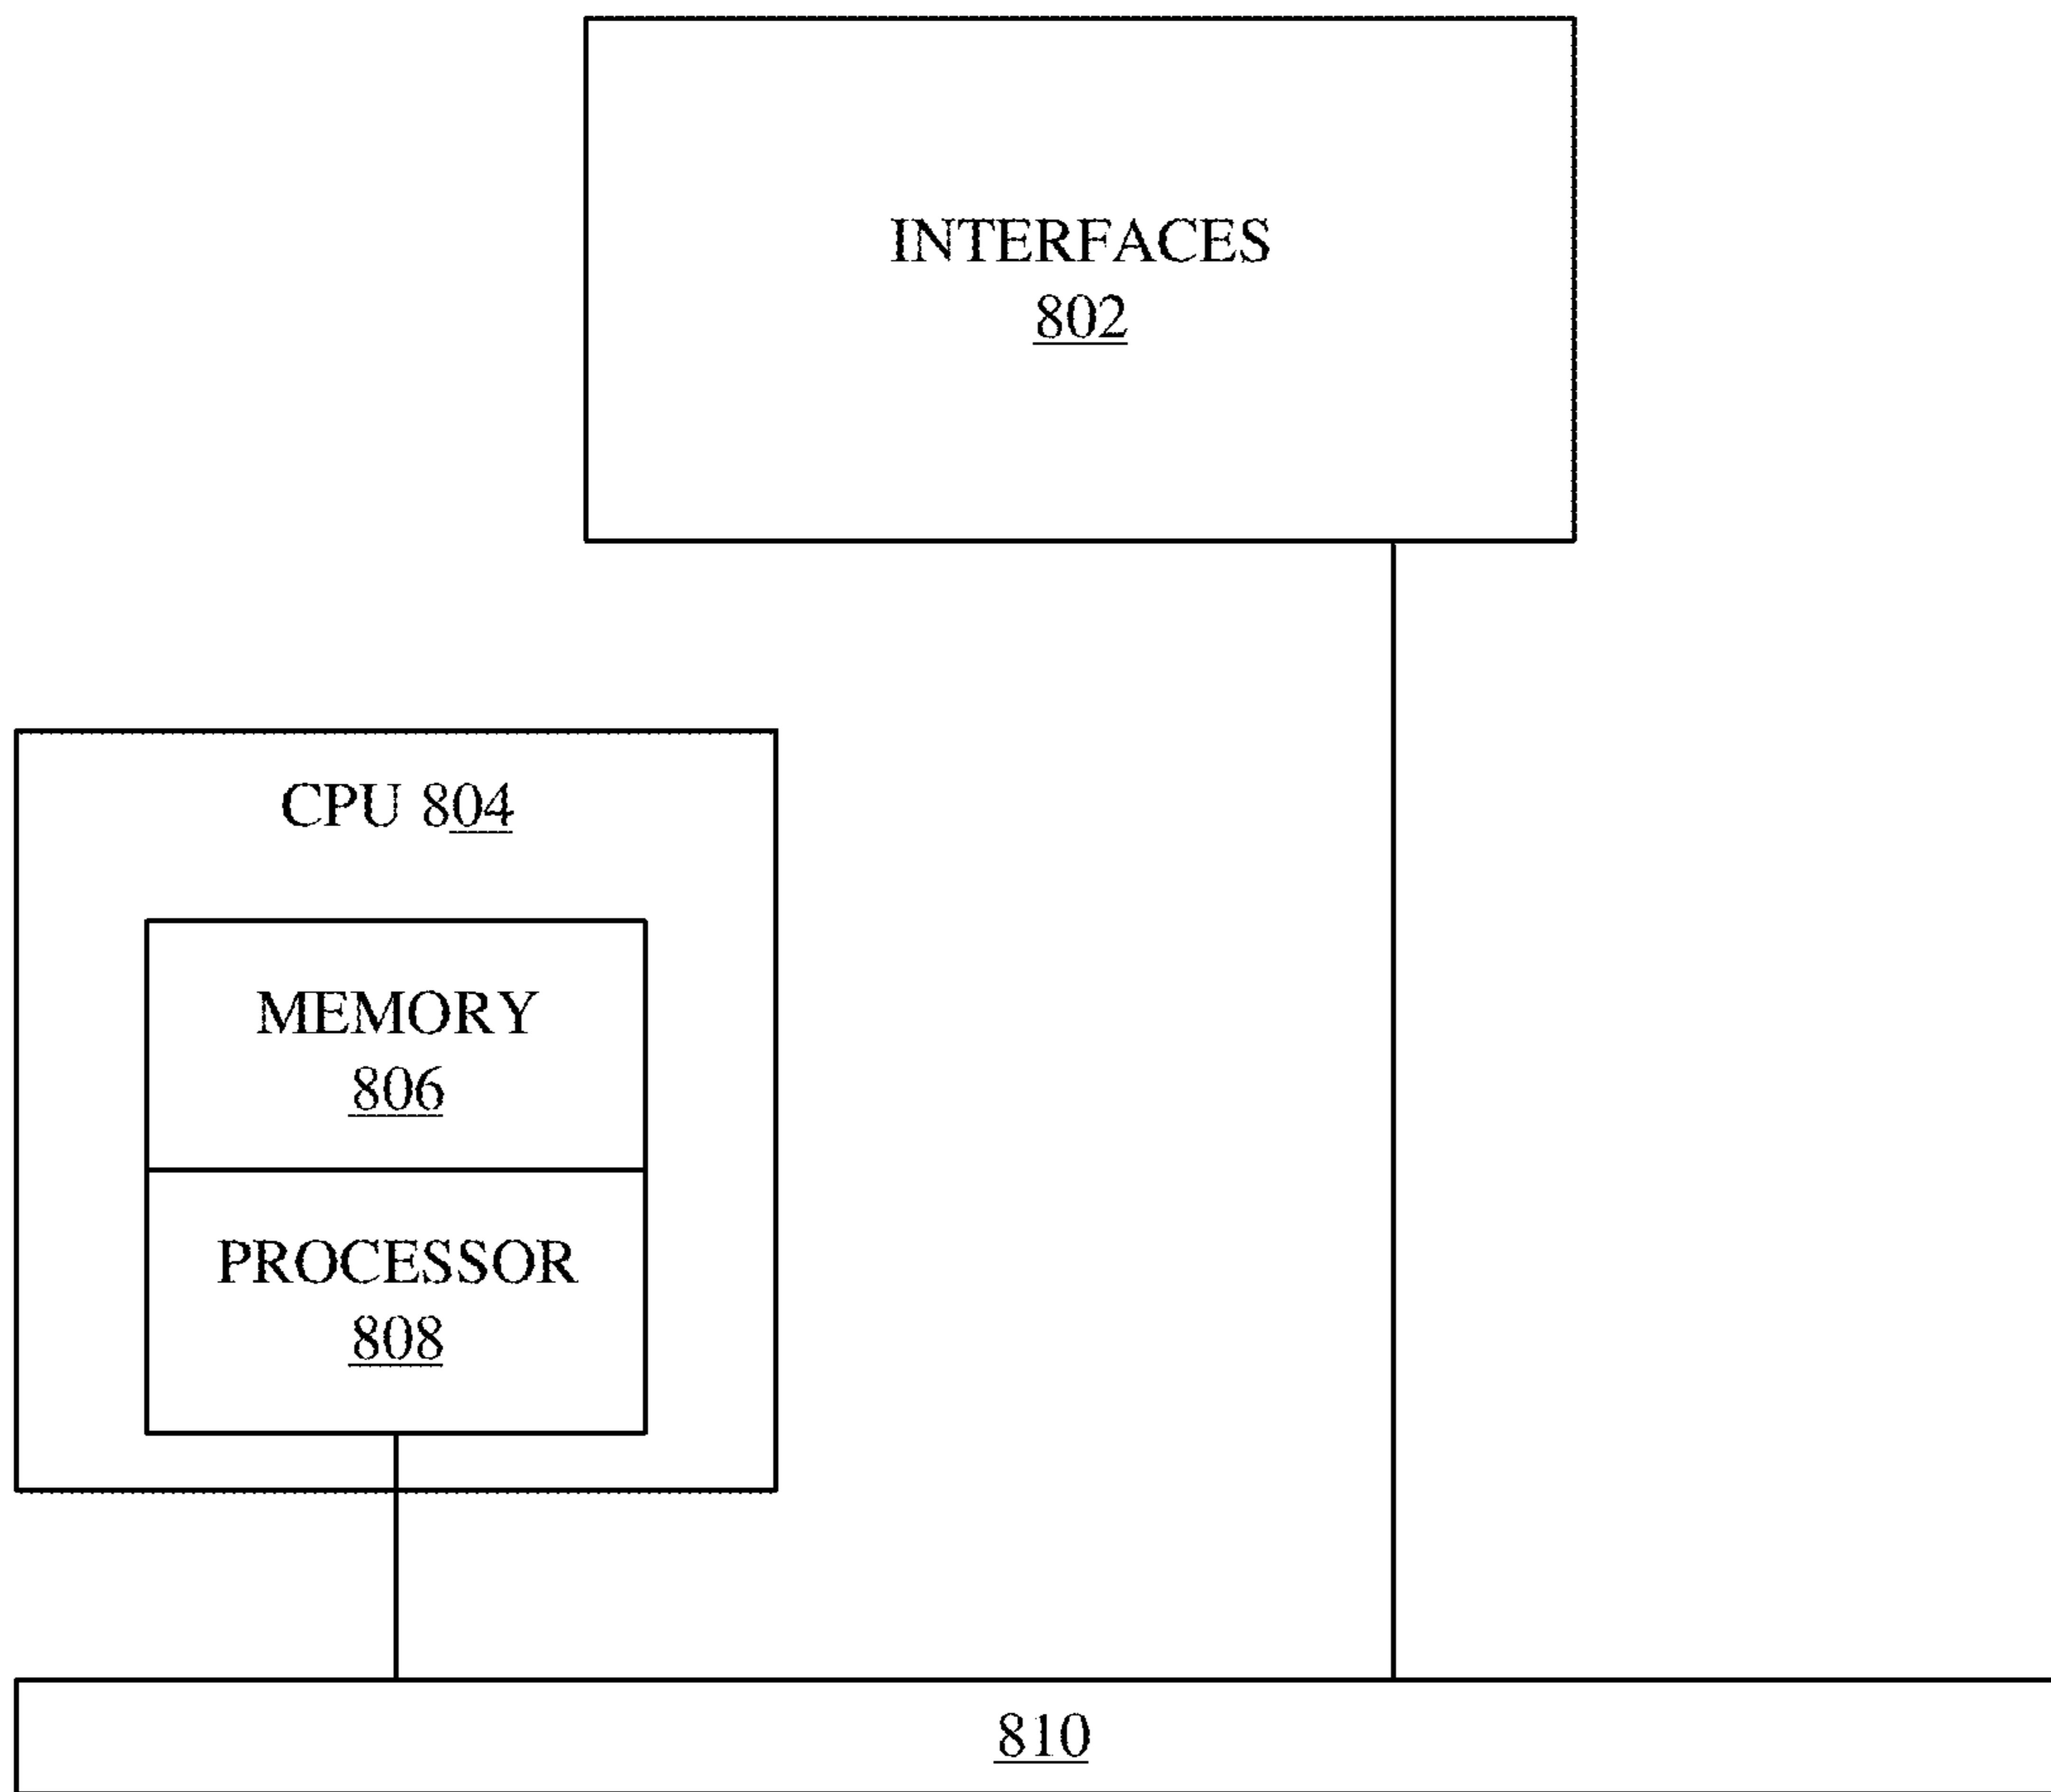 INTERFACES
802
CPU 804
MEMORY
806
PROCESSOR
808
810